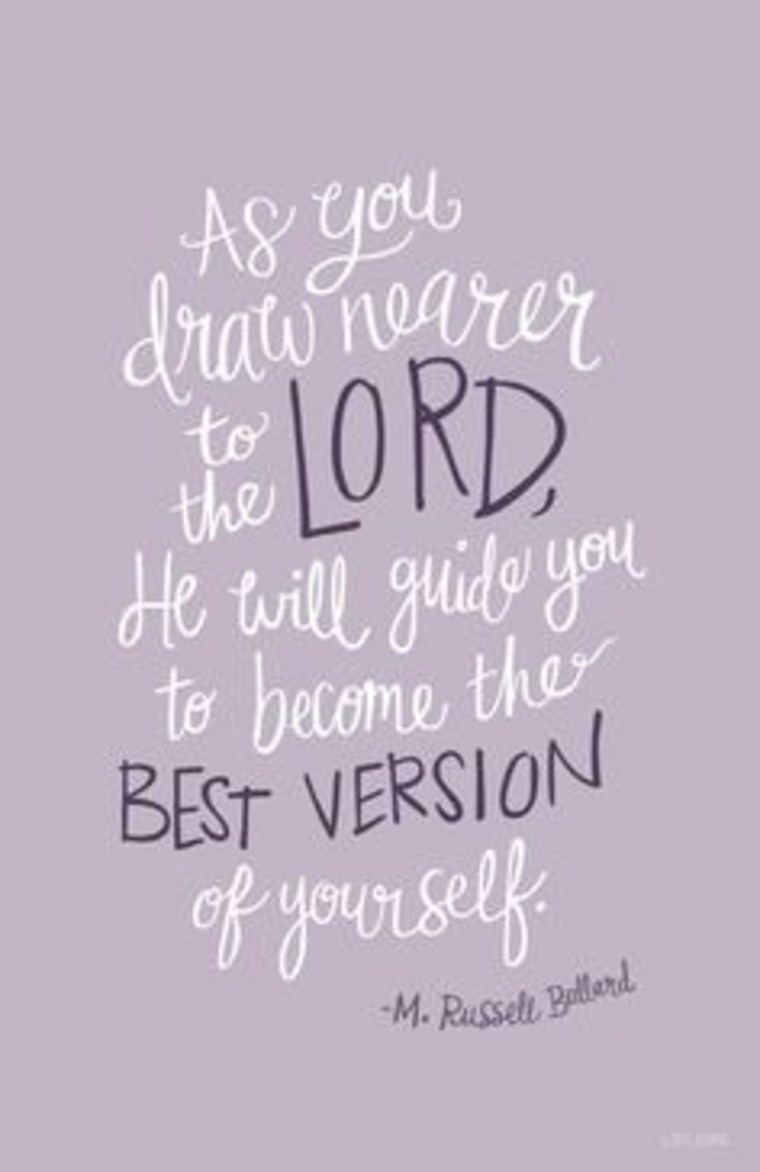 As you
draw nearer
to
the LORD,
He will guide you
to become the
BEST VERSION
of yourself.
-M. Russell Ballard